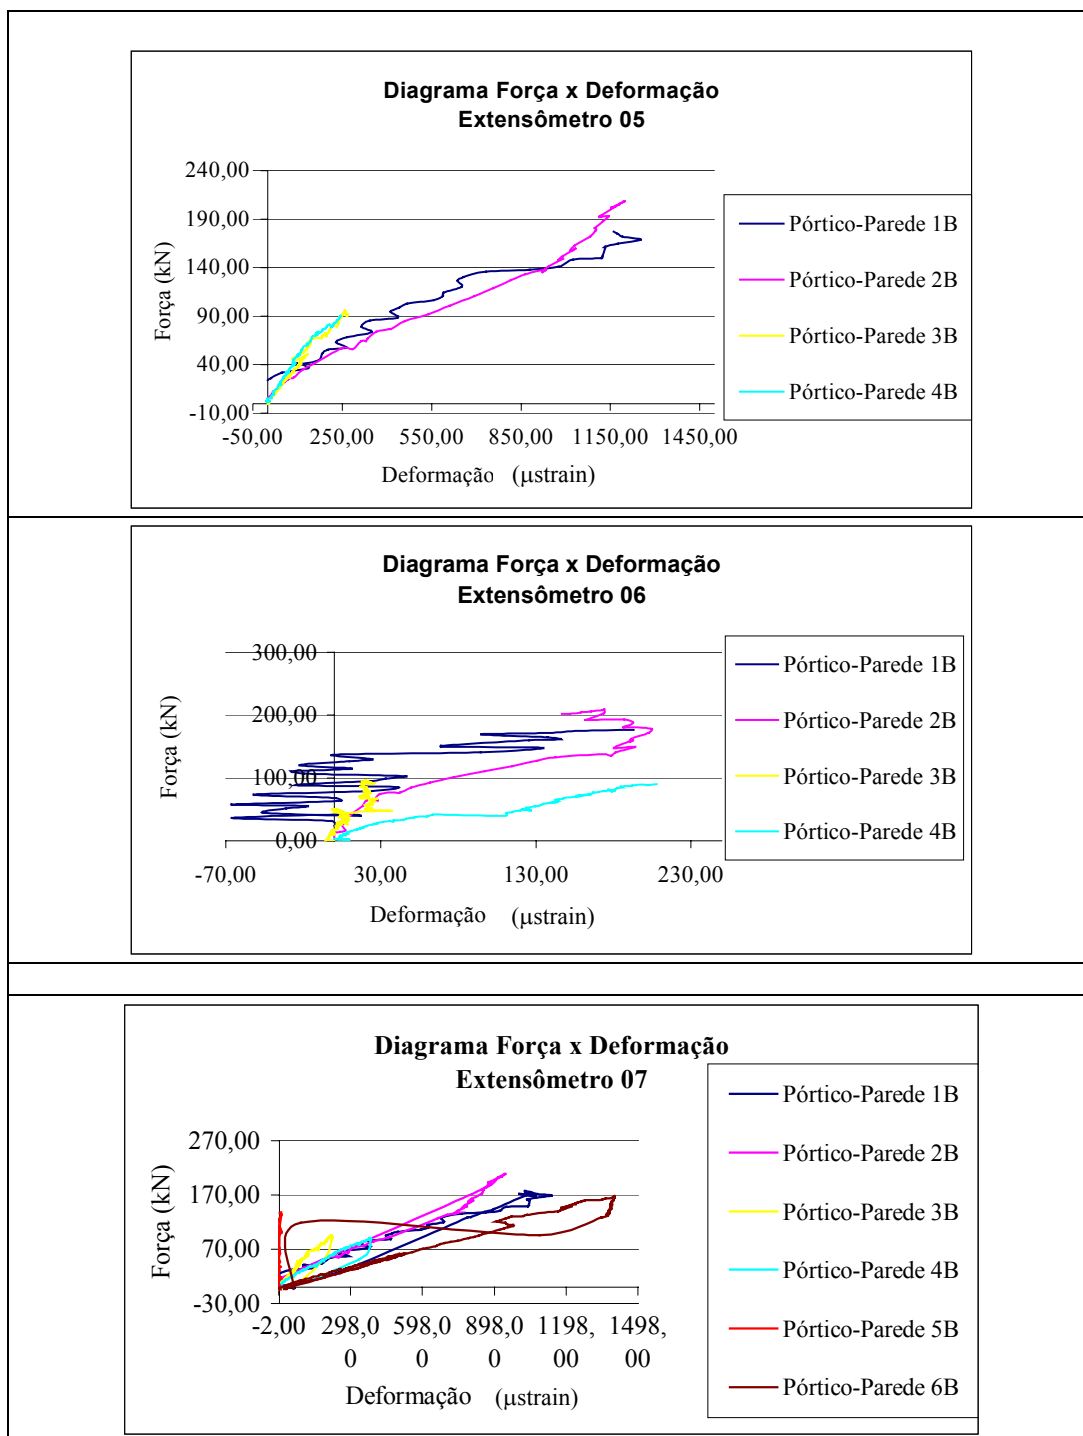 Diagrama Força x Deformação
Extensômetro 05
240,00
190,00
140,00
90,00
40,00
-10,00
-50,00 250,00 550,00 850,00 1150,00 1450,00
Força (kN)
Deformação (μstrain)
Pórtico-Parede 1B
Pórtico-Parede 2B
Pórtico-Parede 3B
Pórtico-Parede 4B
Diagrama Força x Deformação
Extensômetro 06
300,00
200,00
100,00
0,00
-70,00 30,00 130,00 230,00
Força (kN)
Deformação (μstrain)
Pórtico-Parede 1B
Pórtico-Parede 2B
Pórtico-Parede 3B
Pórtico-Parede 4B
Diagrama Força x Deformação
Extensômetro 07
270,00
170,00
70,00
-30,00
-2,00 298,0 598,0 898,0 1198, 1498,
0 0 0 00 00
Força (kN)
Deformação (μstrain)
Pórtico-Parede 1B
Pórtico-Parede 2B
Pórtico-Parede 3B
Pórtico-Parede 4B
Pórtico-Parede 5B
Pórtico-Parede 6B